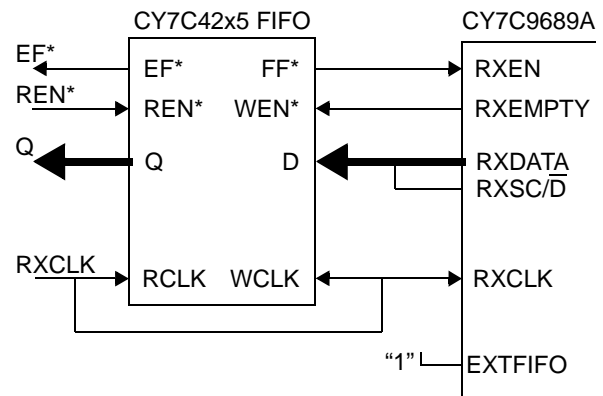 CY7C42x5 FIFO CY7C9689A
EF* EF* FF* RXEN
REN* REN* WEN* RXEMPTY
Q Q D RXDATA
RXSC/D̅
RXCLK RCLK WCLK RXCLK
“1” EXTFIFO